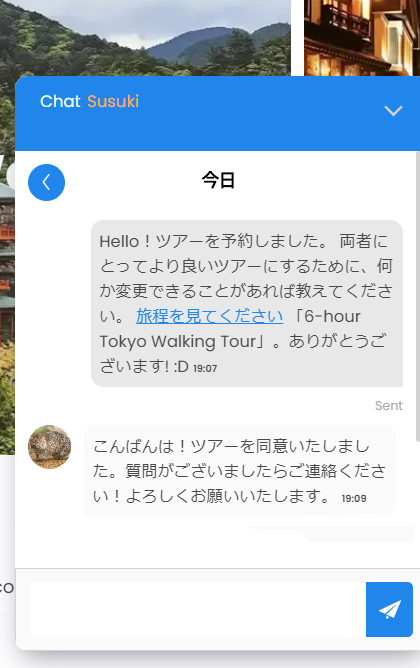 Chat Susuki
今日
Hello！ツアーを予約しました。 両者に
とってより良いツアーにするために、何
か変更できることがあれば教えてくださ
い。 旅程を見てください 「6-hour
Tokyo Walking Tour」。ありがとうご
ざいます! :D 19:07
Sent
こんばんは！ツアーを同意いたしまし
た。質問がございましたらご連絡くださ
い！よろしくお願いいたします。 19:09
co